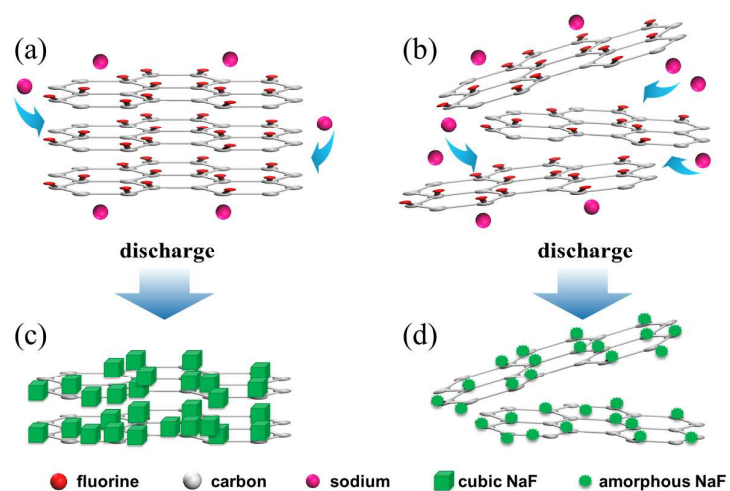 (a)
(b)
discharge
discharge
(c)
(d)
fluorine carbon sodium cubic NaF amorphous NaF